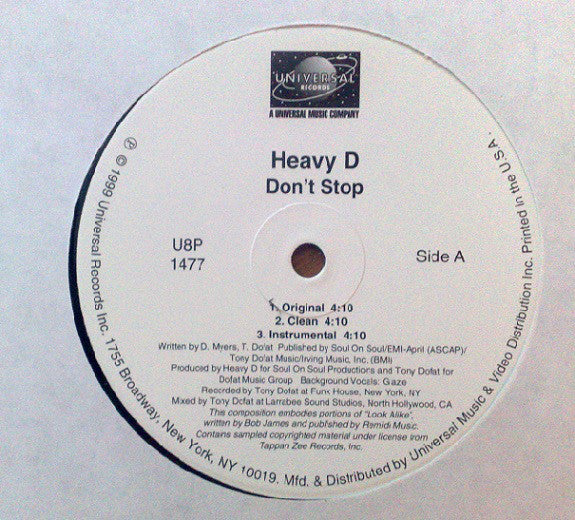 UNIVERSAL
RECORDS
A UNIVERSAL MUSIC COMPANY
Heavy D
Don't Stop
U8P
1477
Side A
1. Original 4:10
2. Clean 4:10
3. Instrumental 4:10
Written by D. Myers, T. Dofat Published by Soul On Soul/EMI-April (ASCAP)/
Tony Dofat Music/Irving Music, Inc. (BMI)
Produced by Heavy D for Soul On Soul Productions and Tony Dofat for
Dofat Music Group Background Vocals: Gaze
Recorded by Tony Dofat at Funk House, New York, NY
Mixed by Tony Dofat at Larrabee Sound Studios, North Hollywood, CA
This composition embodies portions of "Look Alike",
written by Bob James and published by Remidi Music.
Contains sampled copyrighted material under license from
Tappan Zee Records, Inc.
℗ © 1999 Universal Records Inc. 1755 Broadway, New York, NY 10019. Mfd. & Distributed by Universal Music & Video Distribution Inc. Printed in the U.S.A.